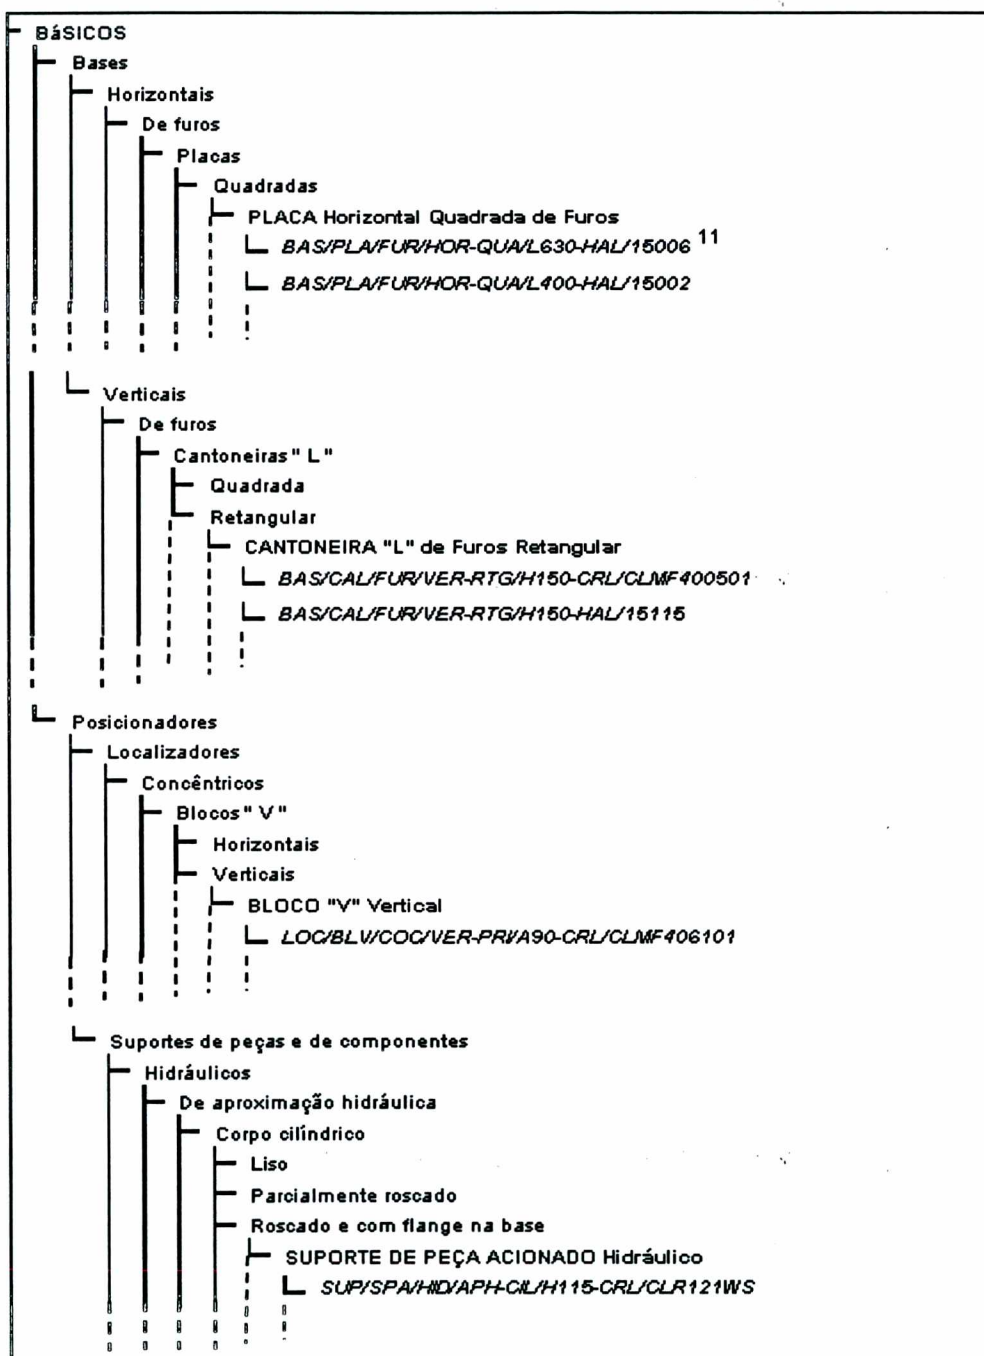 BáSICOS
Bases
Horizontais
De furos
Placas
Quadradas
PLACA Horizontal Quadrada de Furos
BAS/PLA/FUR/HOR-QUA/L630-HAL/15006 11
BAS/PLA/FUR/HOR-QUA/L400-HAL/15002
Verticais
De furos
Cantoneiras "L"
Quadrada
Retangular
CANTONEIRA "L" de Furos Retangular
BAS/CAL/FUR/VER-RTG/H150-CRL/CLMF400501
BAS/CAL/FUR/VER-RTG/H150-HAL/15115
Posicionadores
Localizadores
Concêntricos
Blocos "V"
Horizontais
Verticais
BLOCO "V" Vertical
LOC/BLV/COC/VER-PRI/A90-CRL/CLMF406101
Suportes de peças e de componentes
Hidráulicos
De aproximação hidráulica
Corpo cilíndrico
Liso
Parcialmente roscado
Roscado e com flange na base
SUPORTE DE PEÇA ACIONADO Hidráulico
SUP/SPA/HID/APH-CIL/H115-CRL/CLR121WS